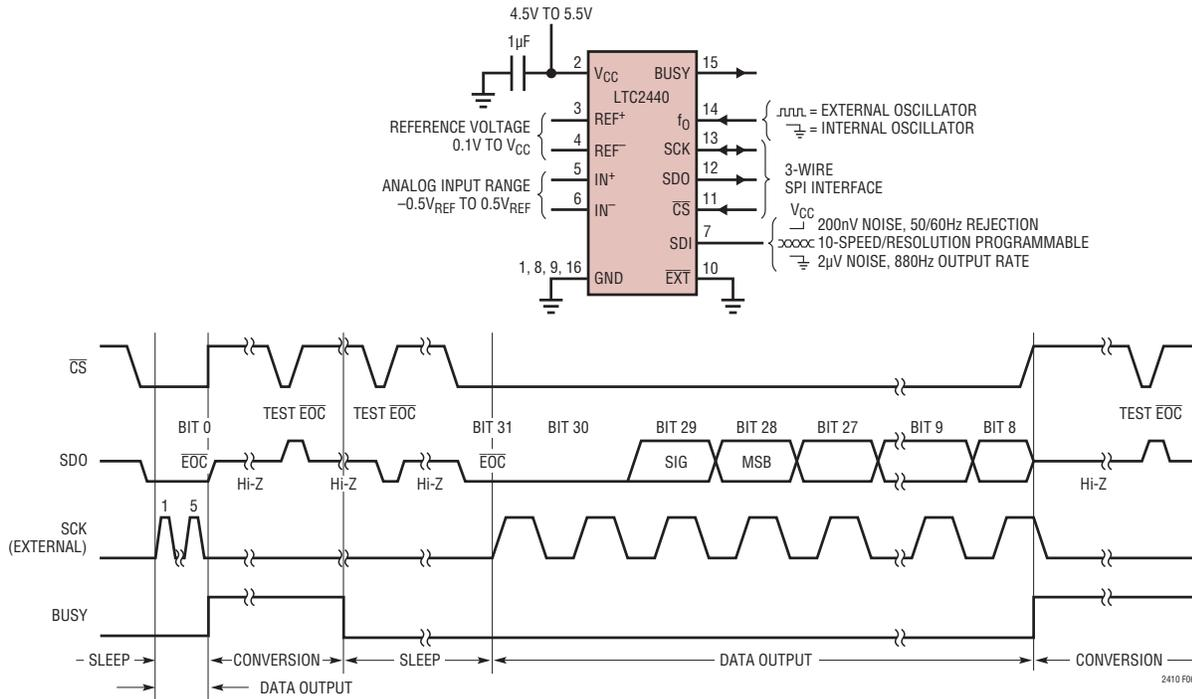 4.5V TO 5.5V
1µF
2
VCC
BUSY
15
LTC2440
REFERENCE VOLTAGE
0.1V TO VCC
3
REF+
fO
14
= EXTERNAL OSCILLATOR
= INTERNAL OSCILLATOR
4
REF–
SCK
13
ANALOG INPUT RANGE
–0.5VREF TO 0.5VREF
5
IN+
SDO
12
3-WIRE
SPI INTERFACE
6
IN–
CS
11
VCC
200nV NOISE, 50/60Hz REJECTION
SDI
7
10-SPEED/RESOLUTION PROGRAMMABLE
2µV NOISE, 880Hz OUTPUT RATE
1, 8, 9, 16
GND
EXT
10
CS
TEST EOC
TEST EOC
TEST EOC
BIT 0
BIT 31
BIT 30
BIT 29
BIT 28
BIT 27
BIT 9
BIT 8
SDO
EOC
EOC
SIG
MSB
Hi-Z
Hi-Z
Hi-Z
Hi-Z
1
5
SCK
(EXTERNAL)
BUSY
SLEEP
CONVERSION
SLEEP
DATA OUTPUT
CONVERSION
DATA OUTPUT